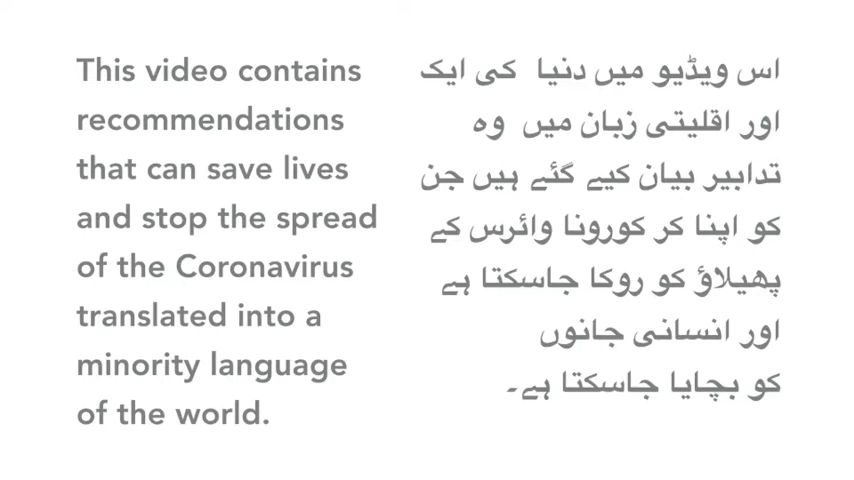 This video contains
recommendations
that can save lives
and stop the spread
of the Coronavirus
translated into a
minority language
of the world.
اس ویڈیو میں دنیا کی ایک
اور اقلیتی زبان میں وہ
تدابیر بیان کیے گئے ہیں جن
کو اپنا کر کورونا وائرس کے
پھیلاؤ کو روکا جاسکتا ہے
اور انسانی جانوں
کو بچایا جاسکتا ہے۔